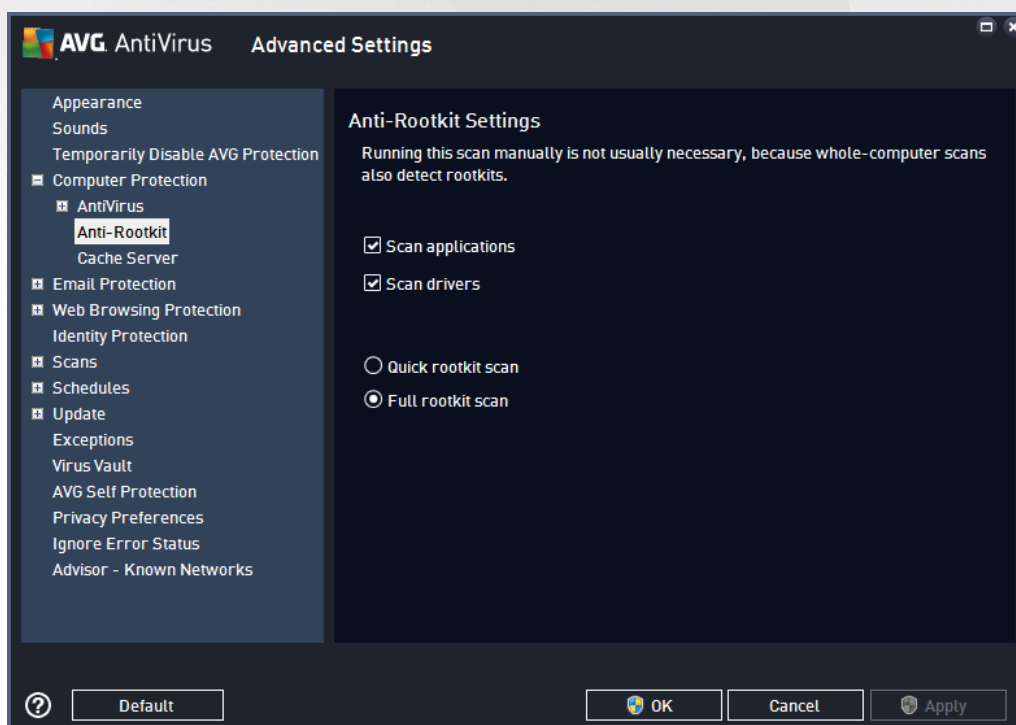 AVG. AntiVirus Advanced Settings
Appearance
Sounds
Temporarily Disable AVG Protection
Computer Protection
AntiVirus
Anti-Rootkit
Cache Server
Email Protection
Web Browsing Protection
Identity Protection
Scans
Schedules
Update
Exceptions
Virus Vault
AVG Self Protection
Privacy Preferences
Ignore Error Status
Advisor - Known Networks
Anti-Rootkit Settings
Running this scan manually is not usually necessary, because whole-computer scans
also detect rootkits.
Scan applications
Scan drivers
Quick rootkit scan
Full rootkit scan
? Default OK Cancel Apply